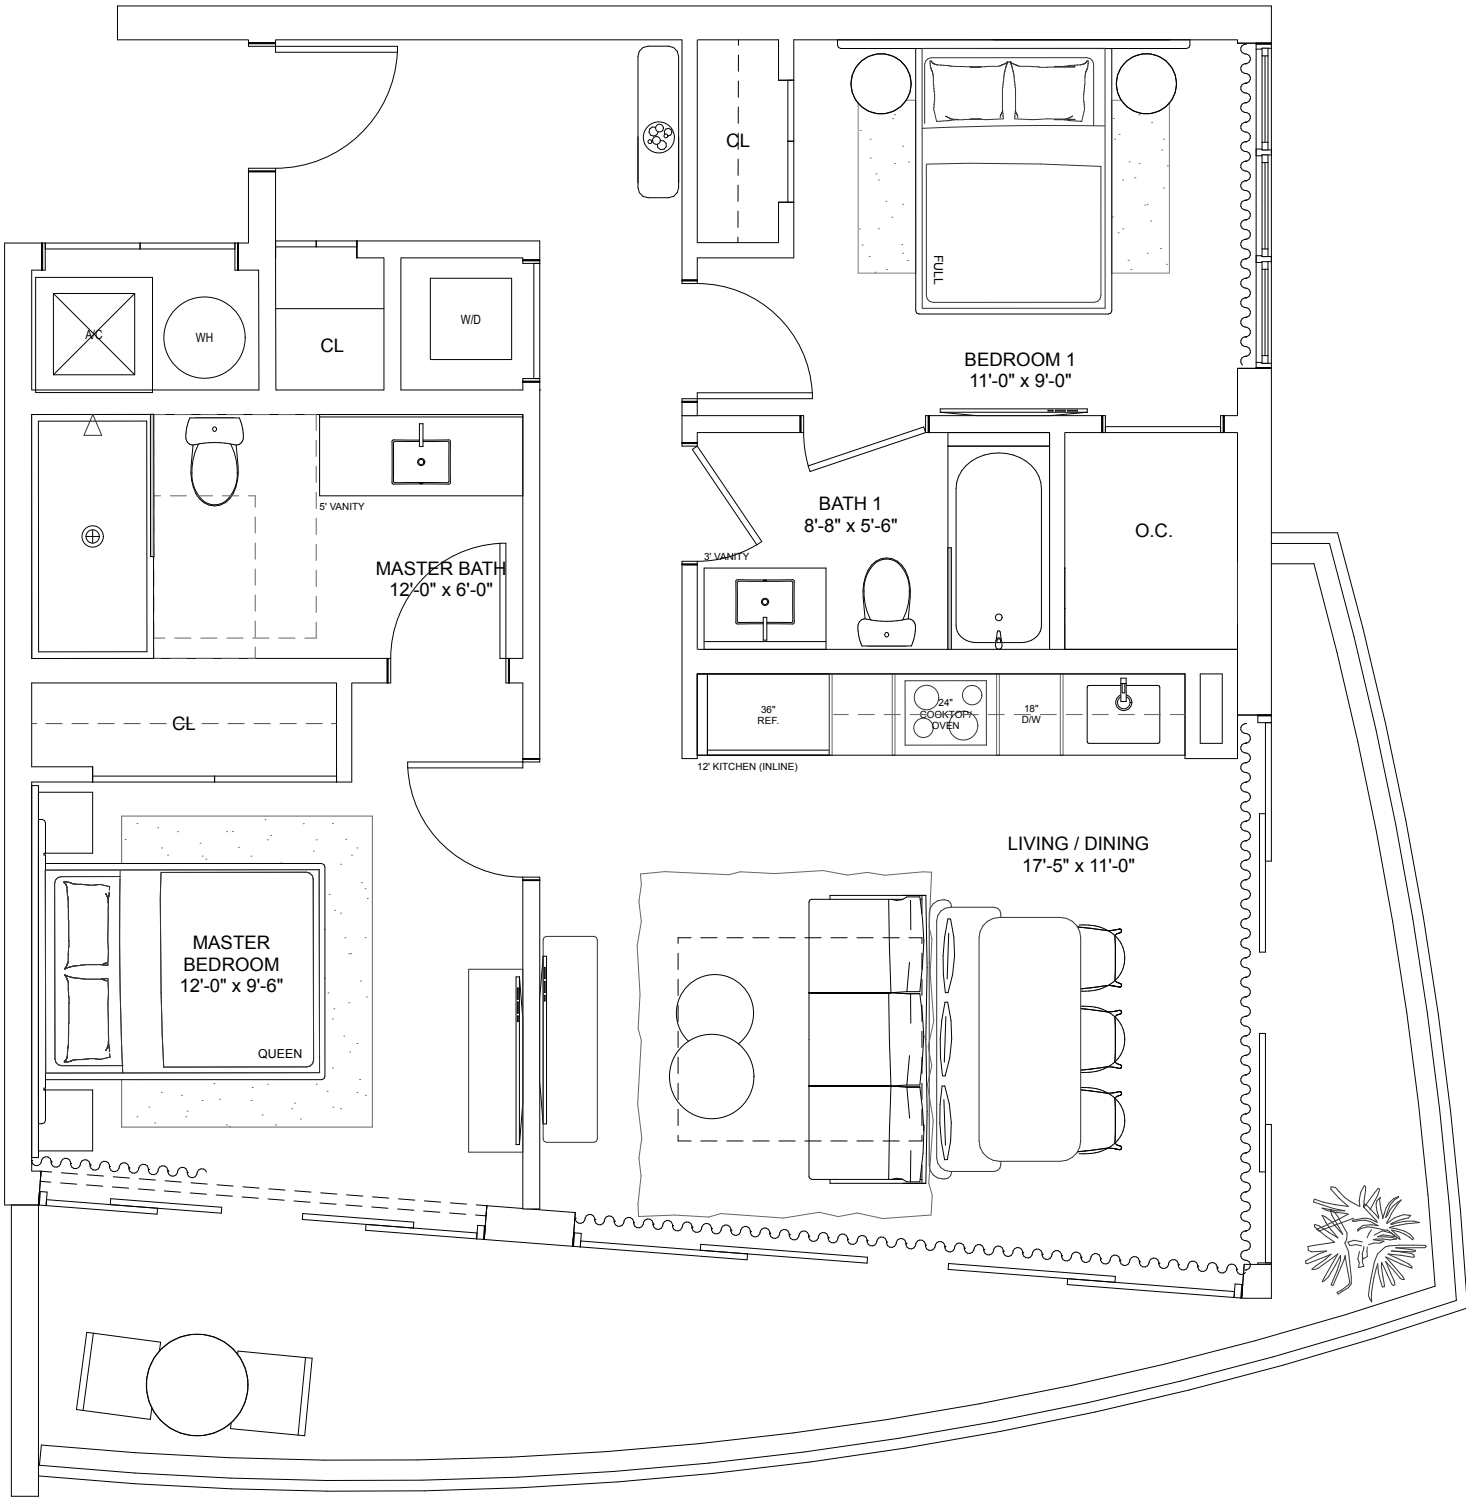 CL
FULL
A/C
WH
CL
W/D
BEDROOM 1
11'-0" x 9'-0"
5' VANITY
BATH 1
8'-8" x 5'-6"
O.C.
3' VANITY
MASTER BATH
12'-0" x 6'-0"
CL
36"
REF.
24"
COOKTOP/
OVEN
18"
D/W
12' KITCHEN (INLINE)
LIVING / DINING
17'-5" x 11'-0"
MASTER
BEDROOM
12'-0" x 9'-6"
QUEEN